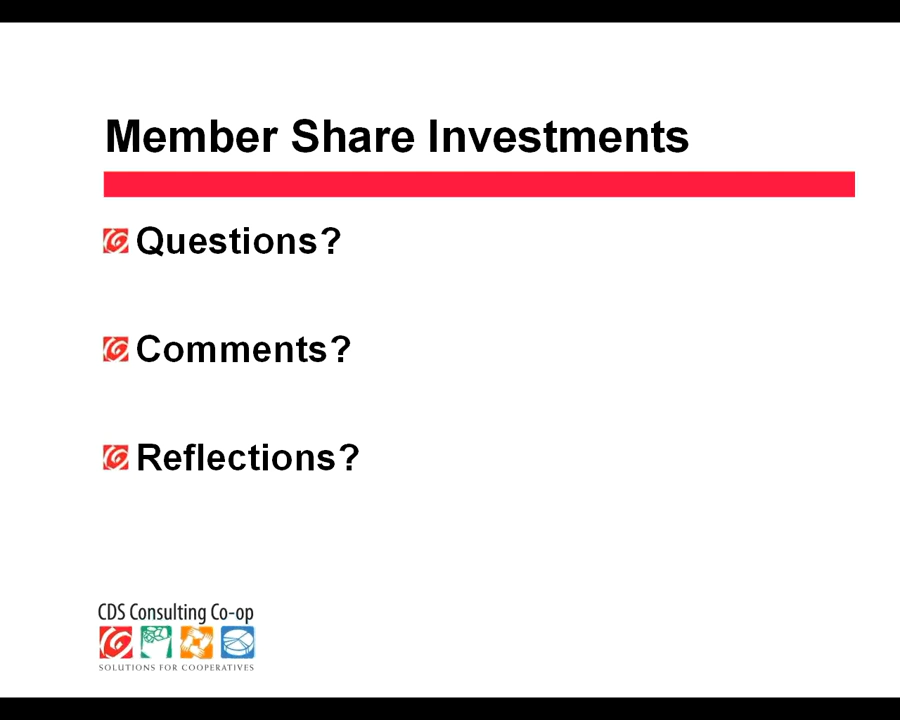 Member Share Investments
Questions?
Comments?
Reflections?
CDS Consulting Co-op
SOLUTIONS FOR COOPERATIVES